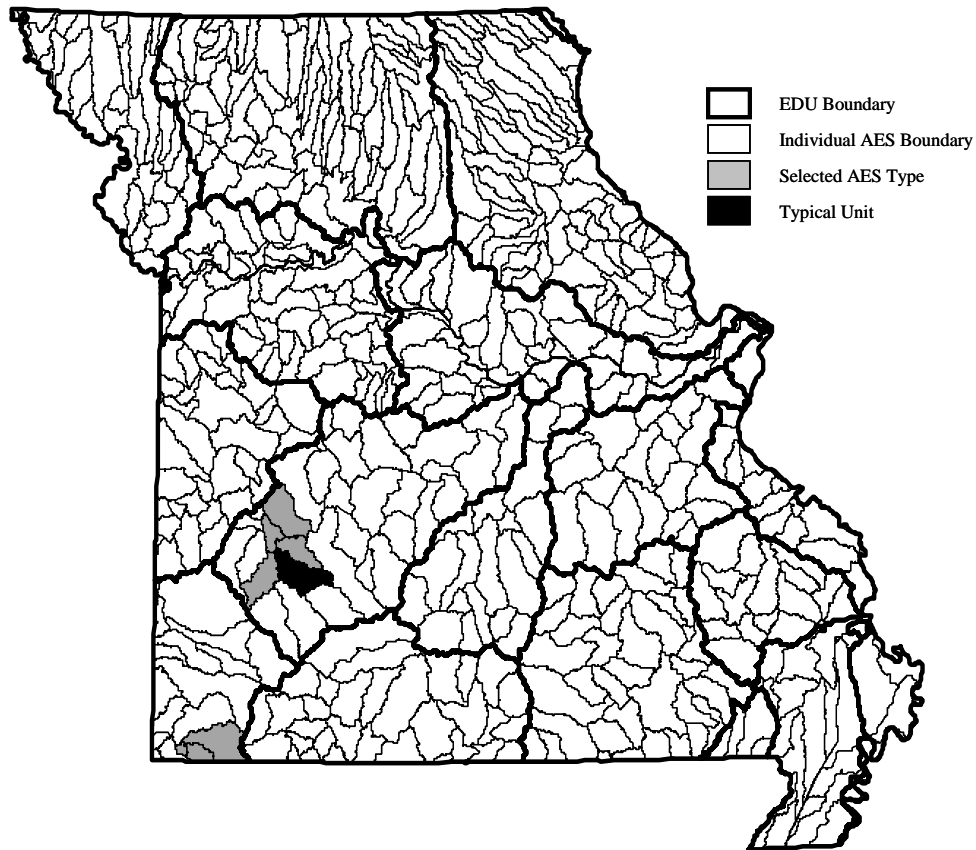 EDU Boundary
Individual AES Boundary
Selected AES Type
Typical Unit